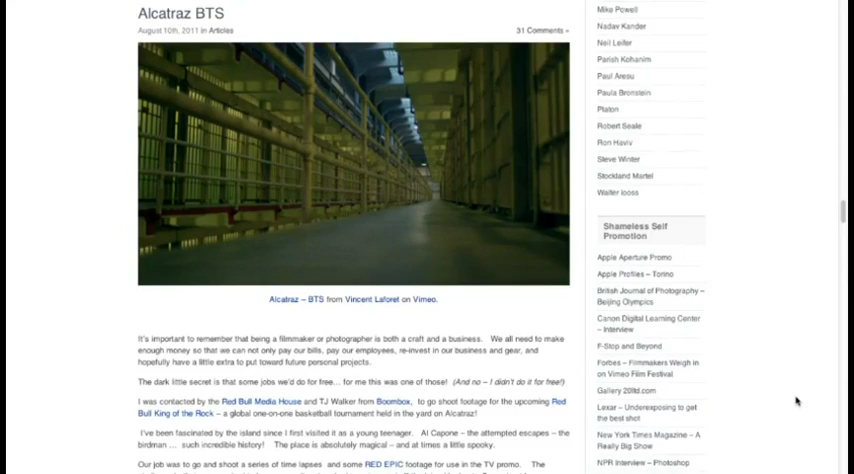 Alcatraz BTS
August 10th, 2011 in Articles
31 Comments »
Alcatraz – BTS from Vincent Laforet on Vimeo.
It's important to remember that being a filmmaker or photographer is both a craft and a business. We all need to make
enough money so that we can not only pay our bills, pay our employees, re-invest in our business and gear, and
hopefully have a little extra to put toward future personal projects.
The dark little secret is that some jobs we'd do for free… for me this was one of those! (And no – I didn't do it for free!)
I was contacted by the Red Bull Media House and TJ Walker from Boombox, to go shoot footage for the upcoming Red
Bull King of the Rock – a global one-on-one basketball tournament held in the yard on Alcatraz!
I've been fascinated by the island since I first visited it as a young teenager. Al Capone – the attempted escapes – the
birdman … such incredible history! The place is absolutely magical – and at times a little spooky.
Our job was to go and shoot a series of time lapses and some RED EPIC footage for use in the TV promo. The
Mike Powell
Nadav Kander
Neil Leifer
Parish Kohanim
Paul Areau
Paula Bronstein
Platon
Robert Seale
Ron Haviv
Steve Winter
Stockland Martel
Walter Iooss
Shameless Self
Promotion
Apple Aperture Promo
Apple Profiles – Torino
British Journal of Photography –
Beijing Olympics
Canon Digital Learning Center
– Interview
F-Stop and Beyond
Forbes – Filmmakers Weigh in
on Vimeo Film Festival
Gallery 20ltd.com
Lexar – Underexposing to get
the best shot
New York Times Magazine – A
Really Big Show
NPR Interview – Photoshop